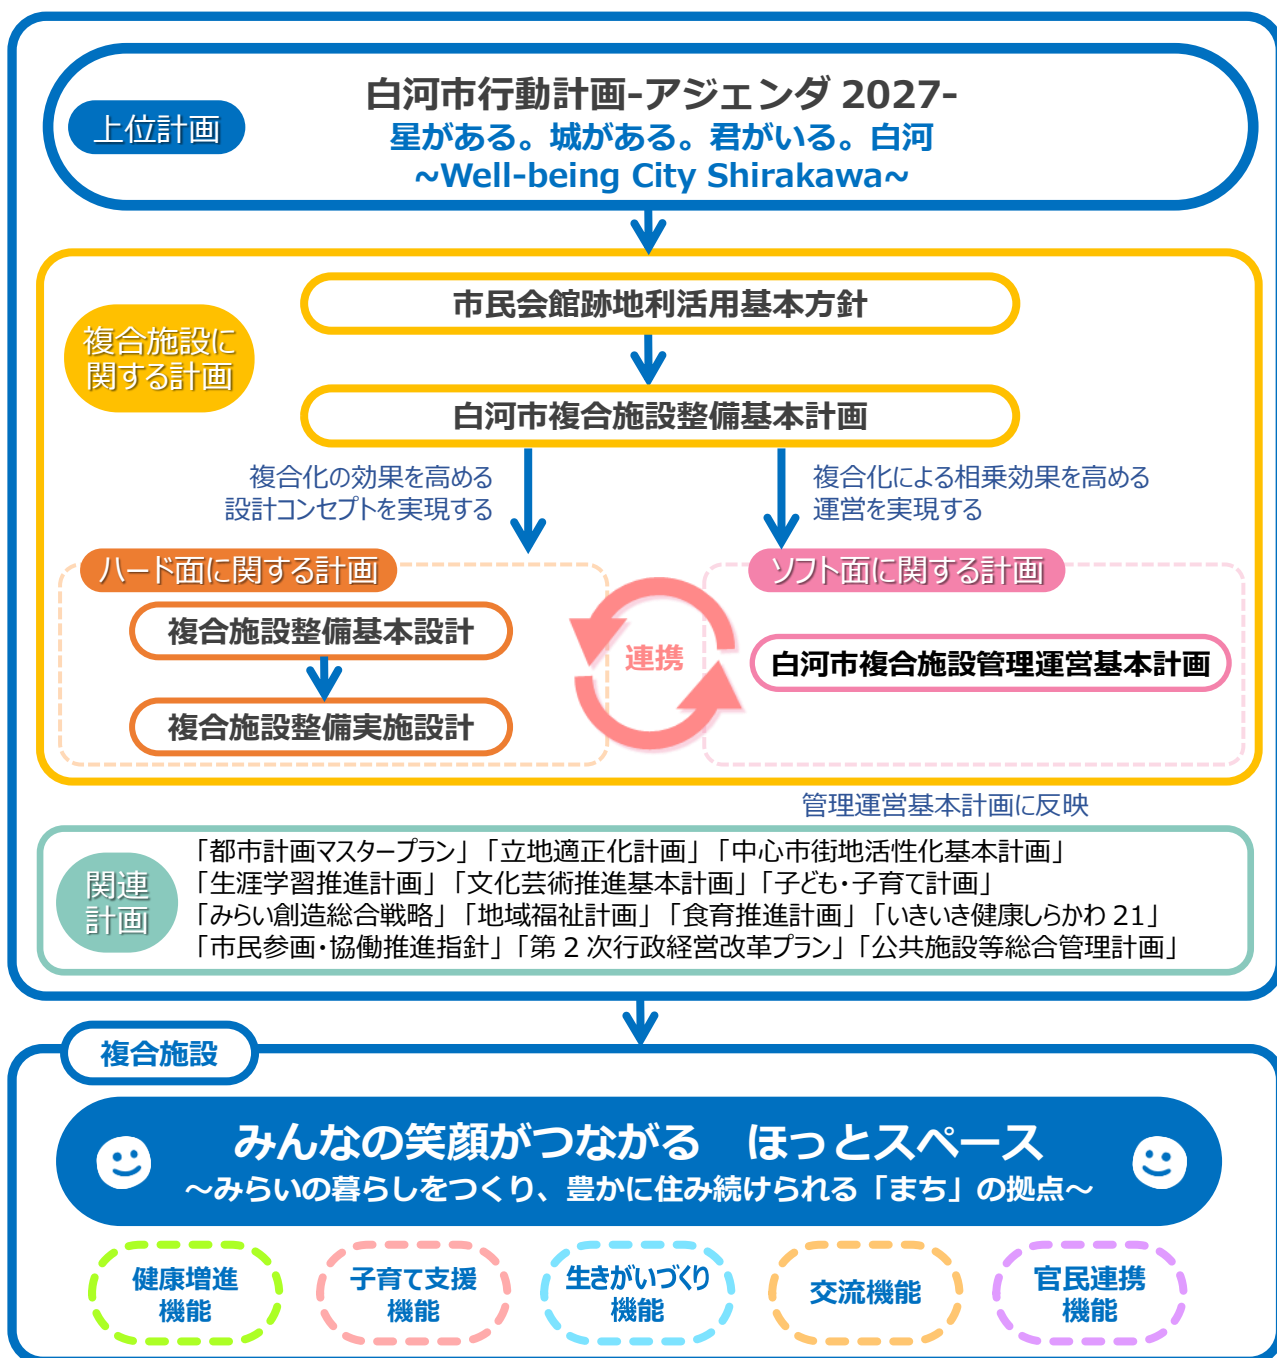 上位計画
白河市行動計画-アジェンダ 2027-
星がある。城がある。君がいる。白河
~Well-being City Shirakawa~
複合施設に
関する計画
市民会館跡地利活用基本方針
白河市複合施設整備基本計画
複合化の効果を高める
設計コンセプトを実現する
複合化による相乗効果を高める
運営を実現する
ハード面に関する計画
複合施設整備基本設計
複合施設整備実施設計
連携
ソフト面に関する計画
白河市複合施設管理運営基本計画
管理運営基本計画に反映
関連
計画
「都市計画マスタープラン」「立地適正化計画」「中心市街地活性化基本計画」
「生涯学習推進計画」「文化芸術推進基本計画」「子ども・子育て計画」
「みらい創造総合戦略」「地域福祉計画」「食育推進計画」「いきいき健康しらかわ 21」
「市民参画・協働推進指針」「第 2 次行政経営改革プラン」「公共施設等総合管理計画」
複合施設
みんなの笑顔がつながる　ほっとスペース
～みらいの暮らしをつくり、豊かに住み続けられる「まち」の拠点～
健康増進
機能
子育て支援
機能
生きがいづくり
機能
交流機能
官民連携
機能